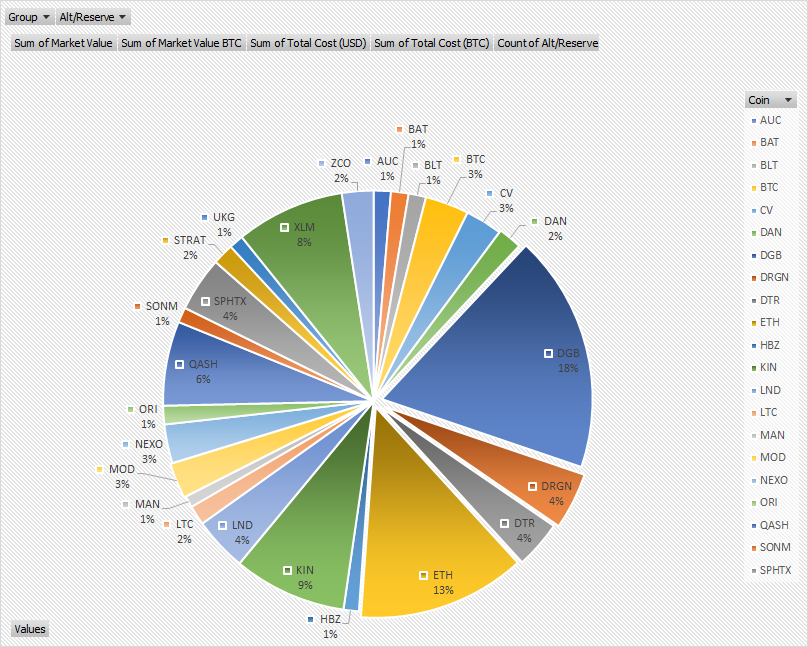 Group Alt/Reserve
Sum of Market Value Sum of Market Value BTC Sum of Total Cost (USD) Sum of Total Cost (BTC) Count of Alt/Reserve
Coin
AUC
BAT
BLT
BTC
CV
DAN
DGB
DRGN
DTR
ETH
HBZ
KIN
LND
LTC
MAN
MOD
NEXO
ORI
QASH
SONM
SPHTX
AUC
1%
BAT
1%
BLT
1%
BTC
3%
CV
3%
DAN
2%
DGB
18%
DRGN
4%
DTR
4%
ETH
13%
HBZ
1%
KIN
9%
LND
4%
LTC
2%
MAN
1%
MOD
3%
NEXO
3%
ORI
1%
QASH
6%
SONM
1%
SPHTX
4%
STRAT
2%
UKG
1%
XLM
8%
ZCO
2%
Values